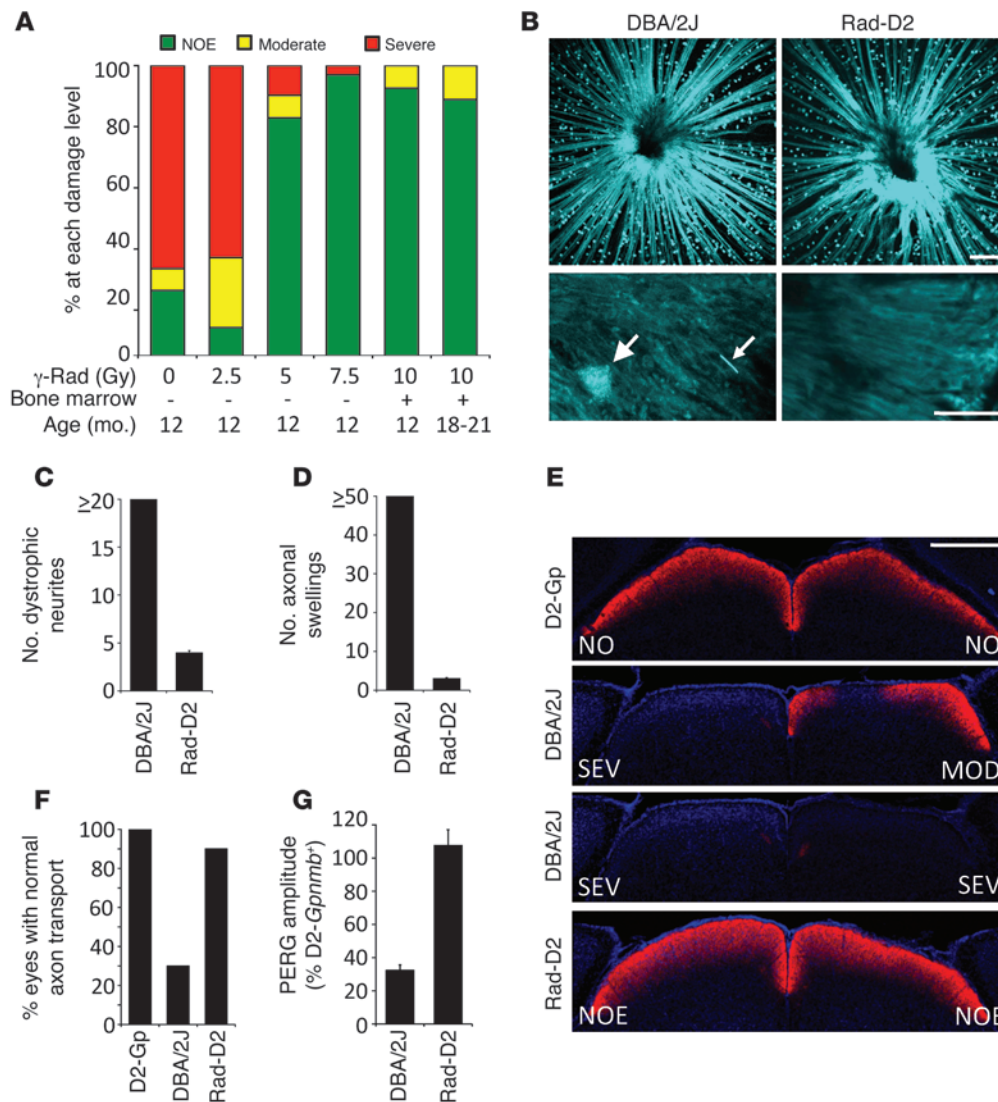 A
NOE Moderate Severe
% at each damage level
100
80
60
40
20
0
γ-Rad (Gy) 0 2.5 5 7.5 10 10
Bone marrow - - - - + +
Age (mo.) 12 12 12 12 12 18-21
B
DBA/2J Rad-D2
C
No. dystrophic
neurites
≥20
15
10
5
0
DBA/2J Rad-D2
D
No. axonal
swellings
≥50
40
30
20
10
0
DBA/2J Rad-D2
E
D2-Gp
NO NO
DBA/2J
SEV MOD
DBA/2J
SEV SEV
Rad-D2
NOE NOE
F
% eyes with normal
axon transport
100
80
60
40
20
0
D2-Gp DBA/2J Rad-D2
G
PERG amplitude
(% D2-Gpnmb⁺)
120
100
80
60
40
20
0
DBA/2J Rad-D2